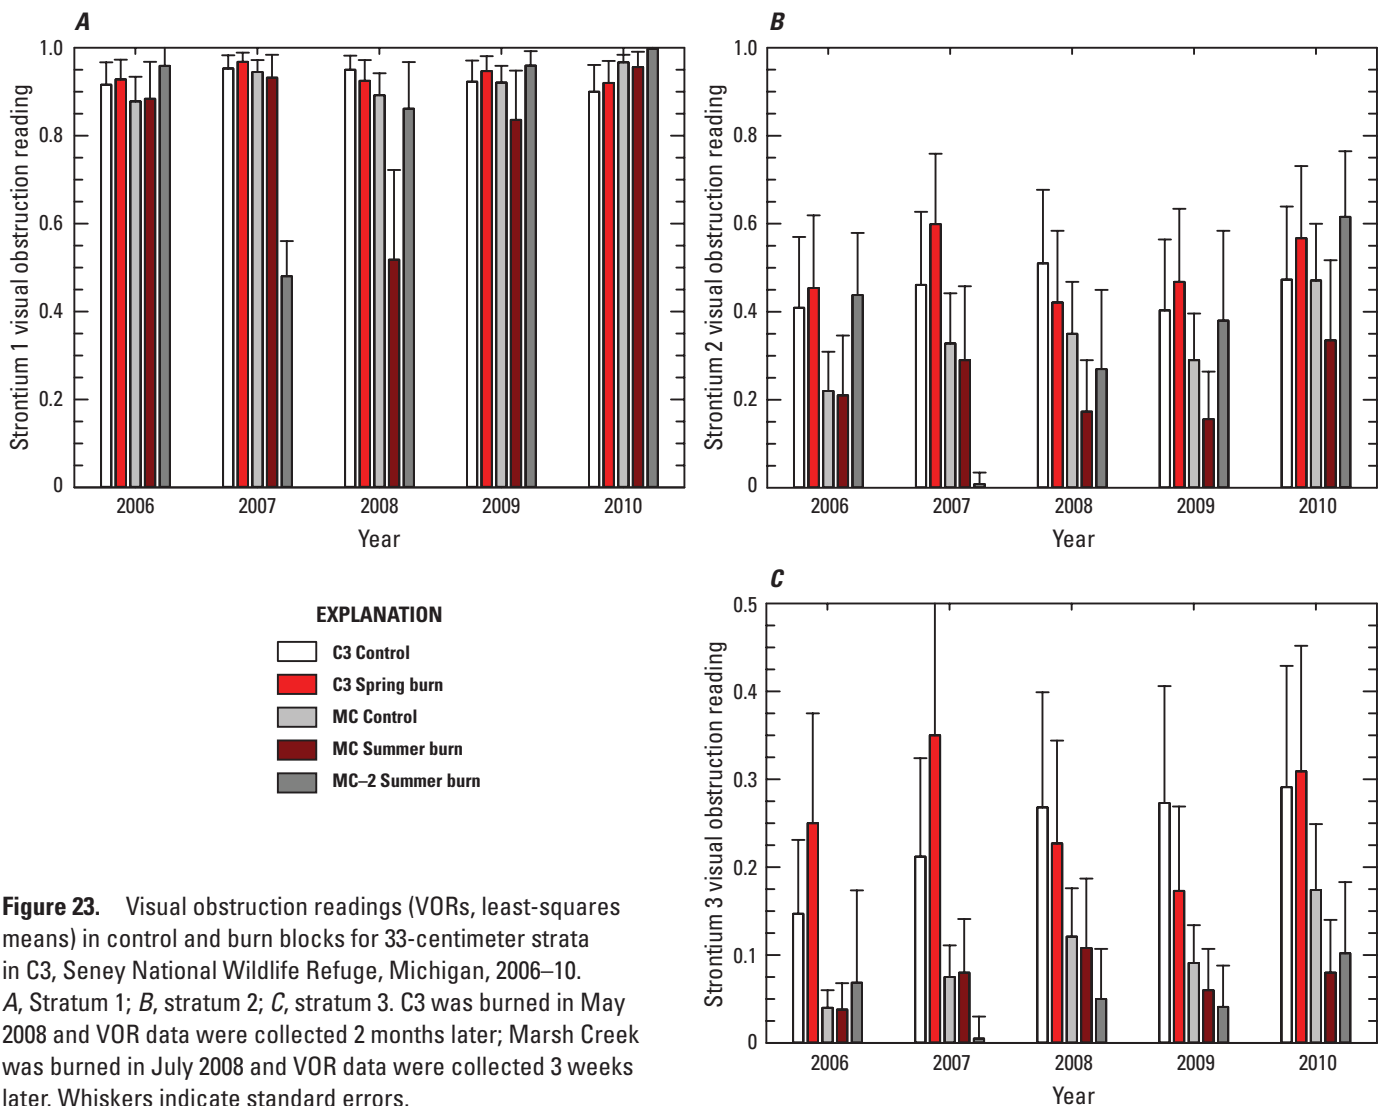 A
Strontium 1 visual obstruction reading
1.0
0.8
0.6
0.4
0.2
0
2006 2007 2008 2009 2010
Year
B
Strontium 2 visual obstruction reading
1.0
0.8
0.6
0.4
0.2
0
2006 2007 2008 2009 2010
Year
EXPLANATION
C3 Control
C3 Spring burn
MC Control
MC Summer burn
MC–2 Summer burn
C
Strontium 3 visual obstruction reading
0.5
0.4
0.3
0.2
0.1
0
2006 2007 2008 2009 2010
Year
Figure 23. Visual obstruction readings (VORs, least-squares
means) in control and burn blocks for 33-centimeter strata
in C3, Seney National Wildlife Refuge, Michigan, 2006–10.
A, Stratum 1; B, stratum 2; C, stratum 3. C3 was burned in May
2008 and VOR data were collected 2 months later; Marsh Creek
was burned in July 2008 and VOR data were collected 3 weeks
later. Whiskers indicate standard errors.